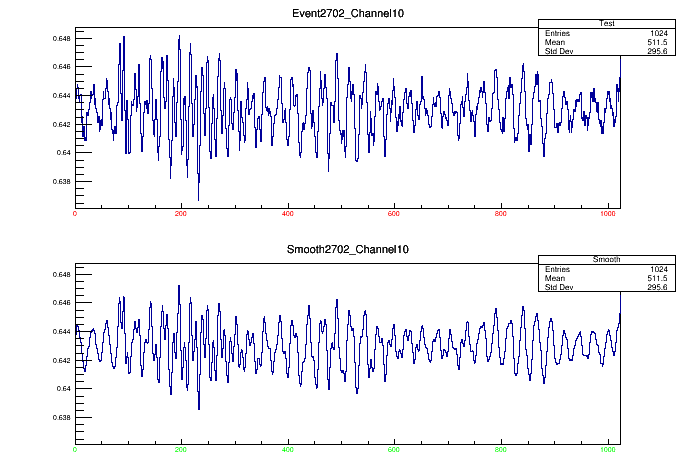 Event2702_Channel10
Test
Entries 1024
Mean 511.5
Std Dev 295.6
0.648
0.646
0.644
0.642
0.64
0.638
0 200 400 600 800 1000
Smooth2702_Channel10
Smooth
Entries 1024
Mean 511.5
Std Dev 295.6
0.648
0.646
0.644
0.642
0.64
0.638
0 200 400 600 800 1000